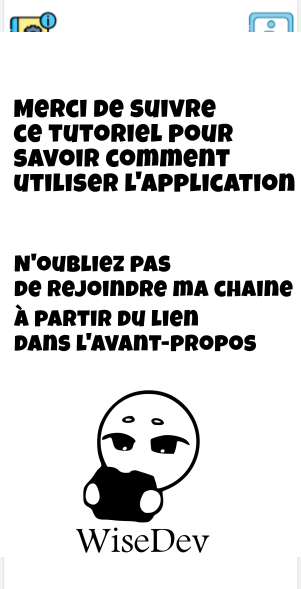 Merci de suivre
ce tutoriel pour
savoir comment
utiliser l'application
N'oubliez pas
de rejoindre ma chaine
à partir du lien
dans l'avant-propos
WiseDev